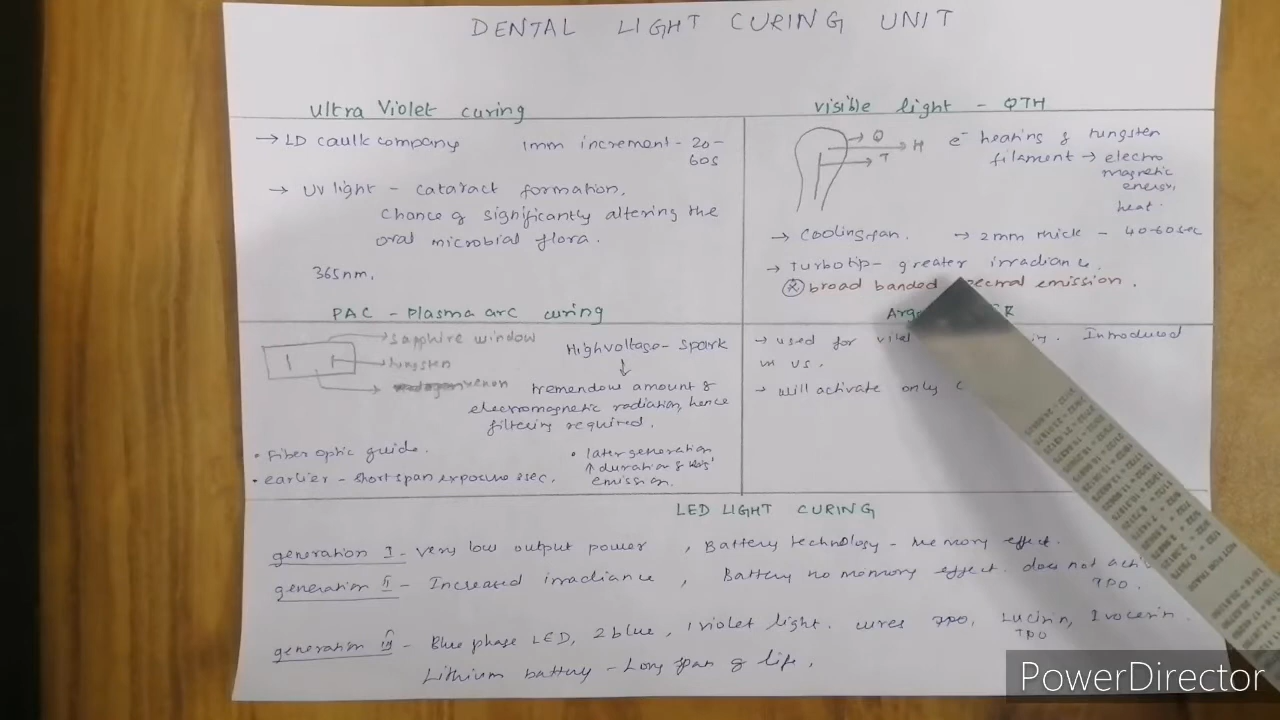 DENTAL LIGHT CURING UNIT
Ultra Violet curing
→ LD caulk company 1mm increment - 20-
60s
→ UV light - cataract formation.
Chance of significantly altering the
oral microbial flora.
365nm.
visible light - QTH
Q
H
T
e⁻ heating of tungsten
filament → electro
magnetic
energy,
heat.
→ cooling fan. → 2mm thick - 40-60sec
→ Turbotip - greater irradiance.
broad banded spectral emission.
PAC - Plasma arc curing
sapphire window
tungsten
xenon
High voltage - spark
↓
tremendous amount of
electromagnetic radiation, hence
filtering required.
• Fiber optic guide.
• earlier - short span exposure
• later generation
↑ duration of
emission.
→ used for Introduced
in US.
→ will activate only
LED LIGHT CURING
generation I - very low output power , Battery technology - Memory effect.
generation II - Increased irradiance , Battery no memory effect. does not
TPO.
generation III - Blue phase LED, 2 blue, 1 violet light. cures TPO, Lucirin, Ivocerin.
TPO
Lithium battery - Long span of life.
NOT FOR TRADE
PowerDirector